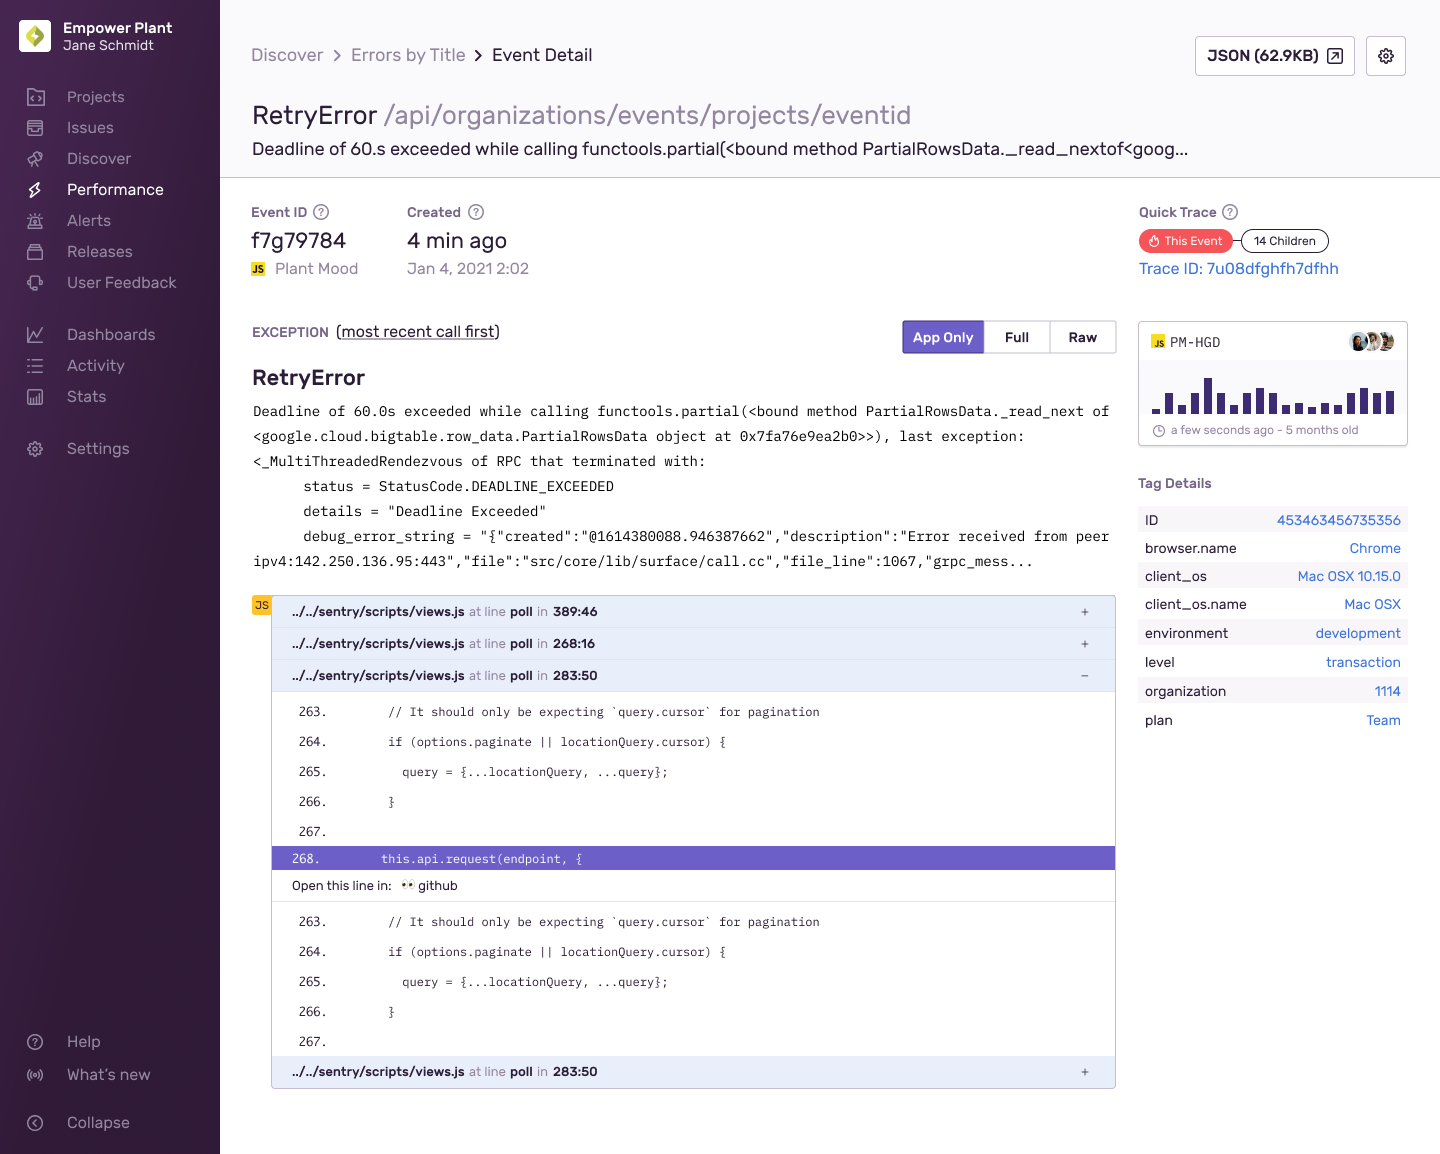 Empower Plant
Jane Schmidt
Projects
Issues
Discover
Performance
Alerts
Releases
User Feedback
Dashboards
Activity
Stats
Settings
Help
What's new
Collapse
Discover > Errors by Title > Event Detail
JSON (62.9KB)
RetryError /api/organizations/events/projects/eventid
Deadline of 60.s exceeded while calling functools.partial(<bound method PartialRowsData._read_nextof<goog...
Event ID ?
f7g79784
JS Plant Mood
Created ?
4 min ago
Jan 4, 2021 2:02
Quick Trace ?
This Event 14 Children
Trace ID: 7u08dfghfh7dfhh
EXCEPTION (most recent call first)
App Only Full Raw
RetryError
Deadline of 60.0s exceeded while calling functools.partial(<bound method PartialRowsData._read_next of
<google.cloud.bigtable.row_data.PartialRowsData object at 0x7fa76e9ea2b0>>), last exception:
<_MultiThreadedRendezvous of RPC that terminated with:
status = StatusCode.DEADLINE_EXCEEDED
details = "Deadline Exceeded"
debug_error_string = "{"created":"@1614380088.946387662","description":"Error received from peer
ipv4:142.250.136.95:443","file":"src/core/lib/surface/call.cc","file_line":1067,"grpc_mess...
JS
../../sentry/scripts/views.js at line poll in 389:46 +
../../sentry/scripts/views.js at line poll in 268:16 +
../../sentry/scripts/views.js at line poll in 283:50 −
263. // It should only be expecting `query.cursor` for pagination
264. if (options.paginate || locationQuery.cursor) {
265. query = {...locationQuery, ...query};
266. }
267.
268. this.api.request(endpoint, {
Open this line in: 👀 github
263. // It should only be expecting `query.cursor` for pagination
264. if (options.paginate || locationQuery.cursor) {
265. query = {...locationQuery, ...query};
266. }
267.
../../sentry/scripts/views.js at line poll in 283:50 +
JS PM-HGD
a few seconds ago - 5 months old
Tag Details
ID 453463456735356
browser.name Chrome
client_os Mac OSX 10.15.0
client_os.name Mac OSX
environment development
level transaction
organization 1114
plan Team